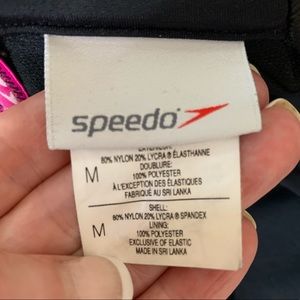 speedo
M
80% NYLON 20% LYCRA® ÉLASTHANNE
DOUBLURE:
100% POLYESTER
À L'EXCEPTION DES ÉLASTIQUES
FABRIQUÉ AU SRI LANKA
M
SHELL:
80% NYLON 20% LYCRA® SPANDEX
LINING:
100% POLYESTER
EXCLUSIVE OF ELASTIC
MADE IN SRI LANKA